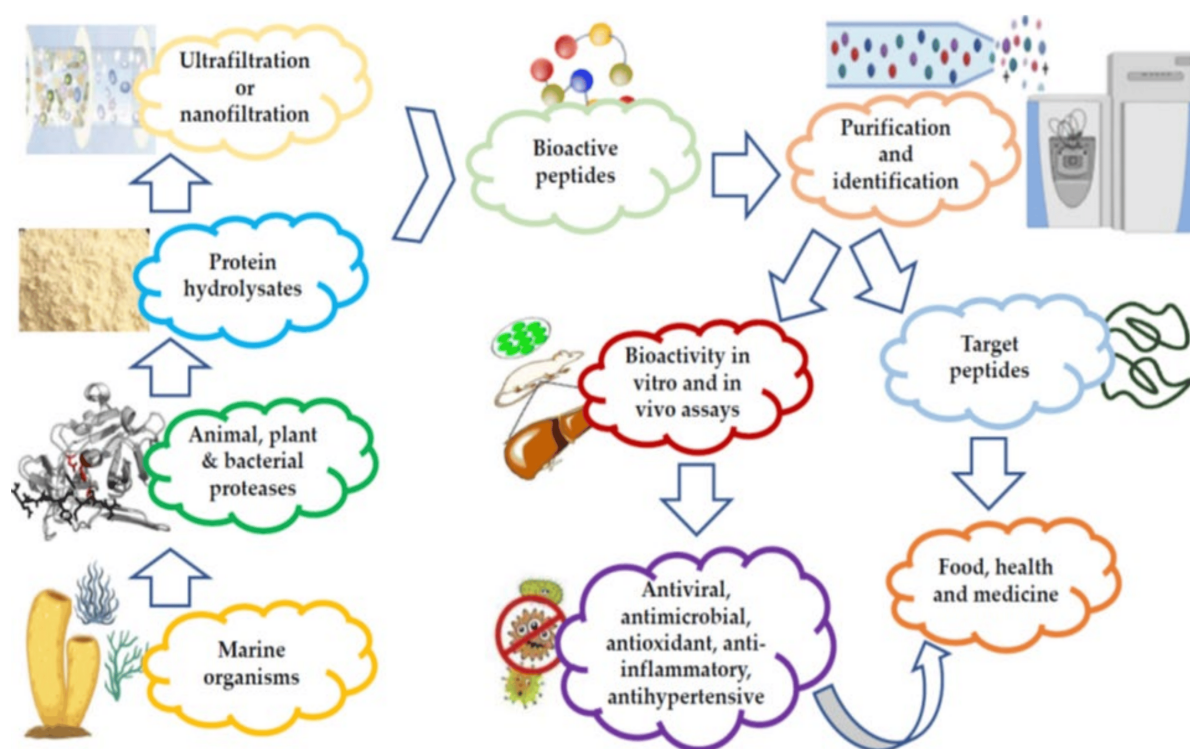 Ultrafiltration
or
nanofiltration
Bioactive
peptides
Purification
and
identification
Protein
hydrolysates
Bioactivity in
vitro and in
vivo assays
Target
peptides
Animal, plant
& bacterial
proteases
Antiviral,
antimicrobial,
antioxidant, anti-
inflammatory,
antihypertensive
Food, health
and medicine
Marine
organisms